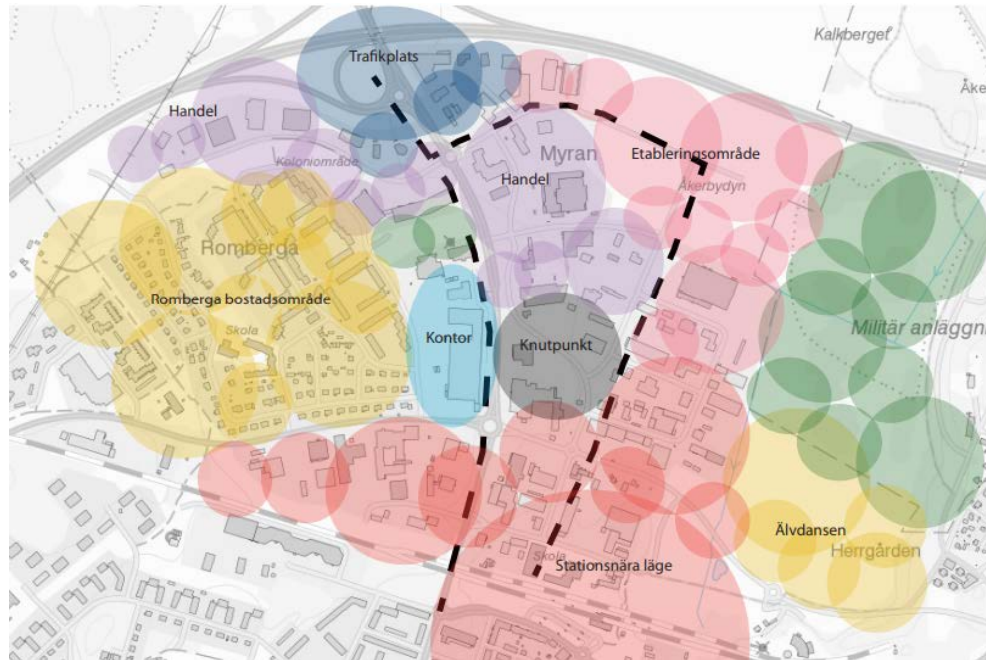 Trafikplats
Kalkberget
Handel
Koloniområde
Myran
Etableringsområde
Handel
Åkerbydyn
Romberga
Romberga bostadsområde
Skola
Kontor
Knutpunkt
Militär anläggn
Älvdansen
Herrgården
Skola
Stationsnära läge